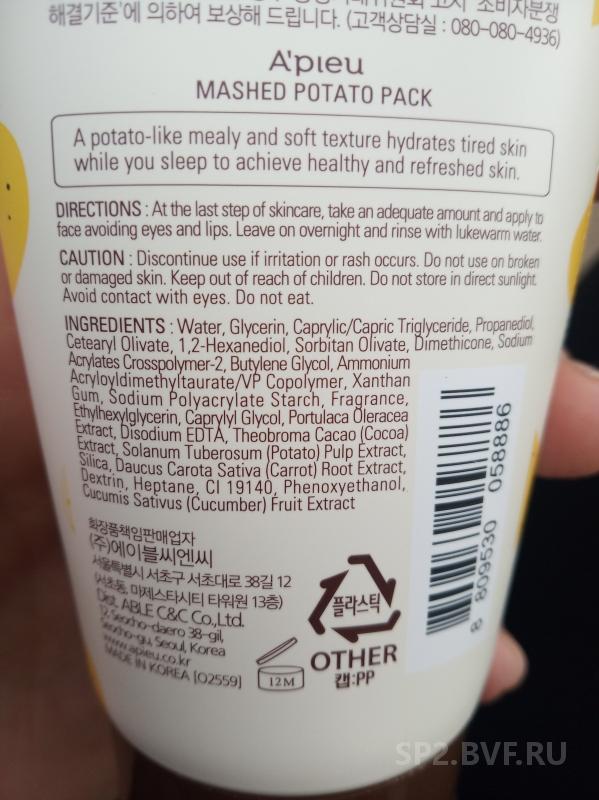 해결기준'에 의하여 보상해 드립니다. (고객상담실 : 080-080-4936)
A'pieu
MASHED POTATO PACK
A potato-like mealy and soft texture hydrates tired skin
while you sleep to achieve healthy and refreshed skin.
DIRECTIONS : At the last step of skincare, take an adequate amount and apply to
face avoiding eyes and lips. Leave on overnight and rinse with lukewarm water.
CAUTION : Discontinue use if irritation or rash occurs. Do not use on broken
or damaged skin. Keep out of reach of children. Do not store in direct sunlight.
Avoid contact with eyes. Do not eat.
INGREDIENTS : Water, Glycerin, Caprylic/Capric Triglyceride, Propanediol,
Cetearyl Olivate, 1,2-Hexanediol, Sorbitan Olivate, Dimethicone, Sodium
Acrylates Crosspolymer-2, Butylene Glycol, Ammonium
Acryloyldimethyltaurate/VP Copolymer, Xanthan
Gum, Sodium Polyacrylate Starch, Fragrance,
Ethylhexylglycerin, Caprylyl Glycol, Portulaca Oleracea
Extract, Disodium EDTA, Theobroma Cacao (Cocoa)
Extract, Solanum Tuberosum (Potato) Pulp Extract,
Silica, Daucus Carota Sativa (Carrot) Root Extract,
Dextrin, Heptane, CI 19140, Phenoxyethanol,
Cucumis Sativus (Cucumber) Fruit Extract
8 809530 058886
화장품책임판매업자
(주)에이블씨엔씨
서울특별시 서초구 서초대로 38길 12
(서초동, 마제스타시티 타워원 13층)
Dist. ABLE C&C Co.,Ltd.
12, Seocho-daero 38-gil,
Seocho-gu, Seoul, Korea
www.apieu.co.kr
MADE IN KOREA [O2559]
12M
플라스틱
OTHER
캡:PP
SP2.BVF.RU